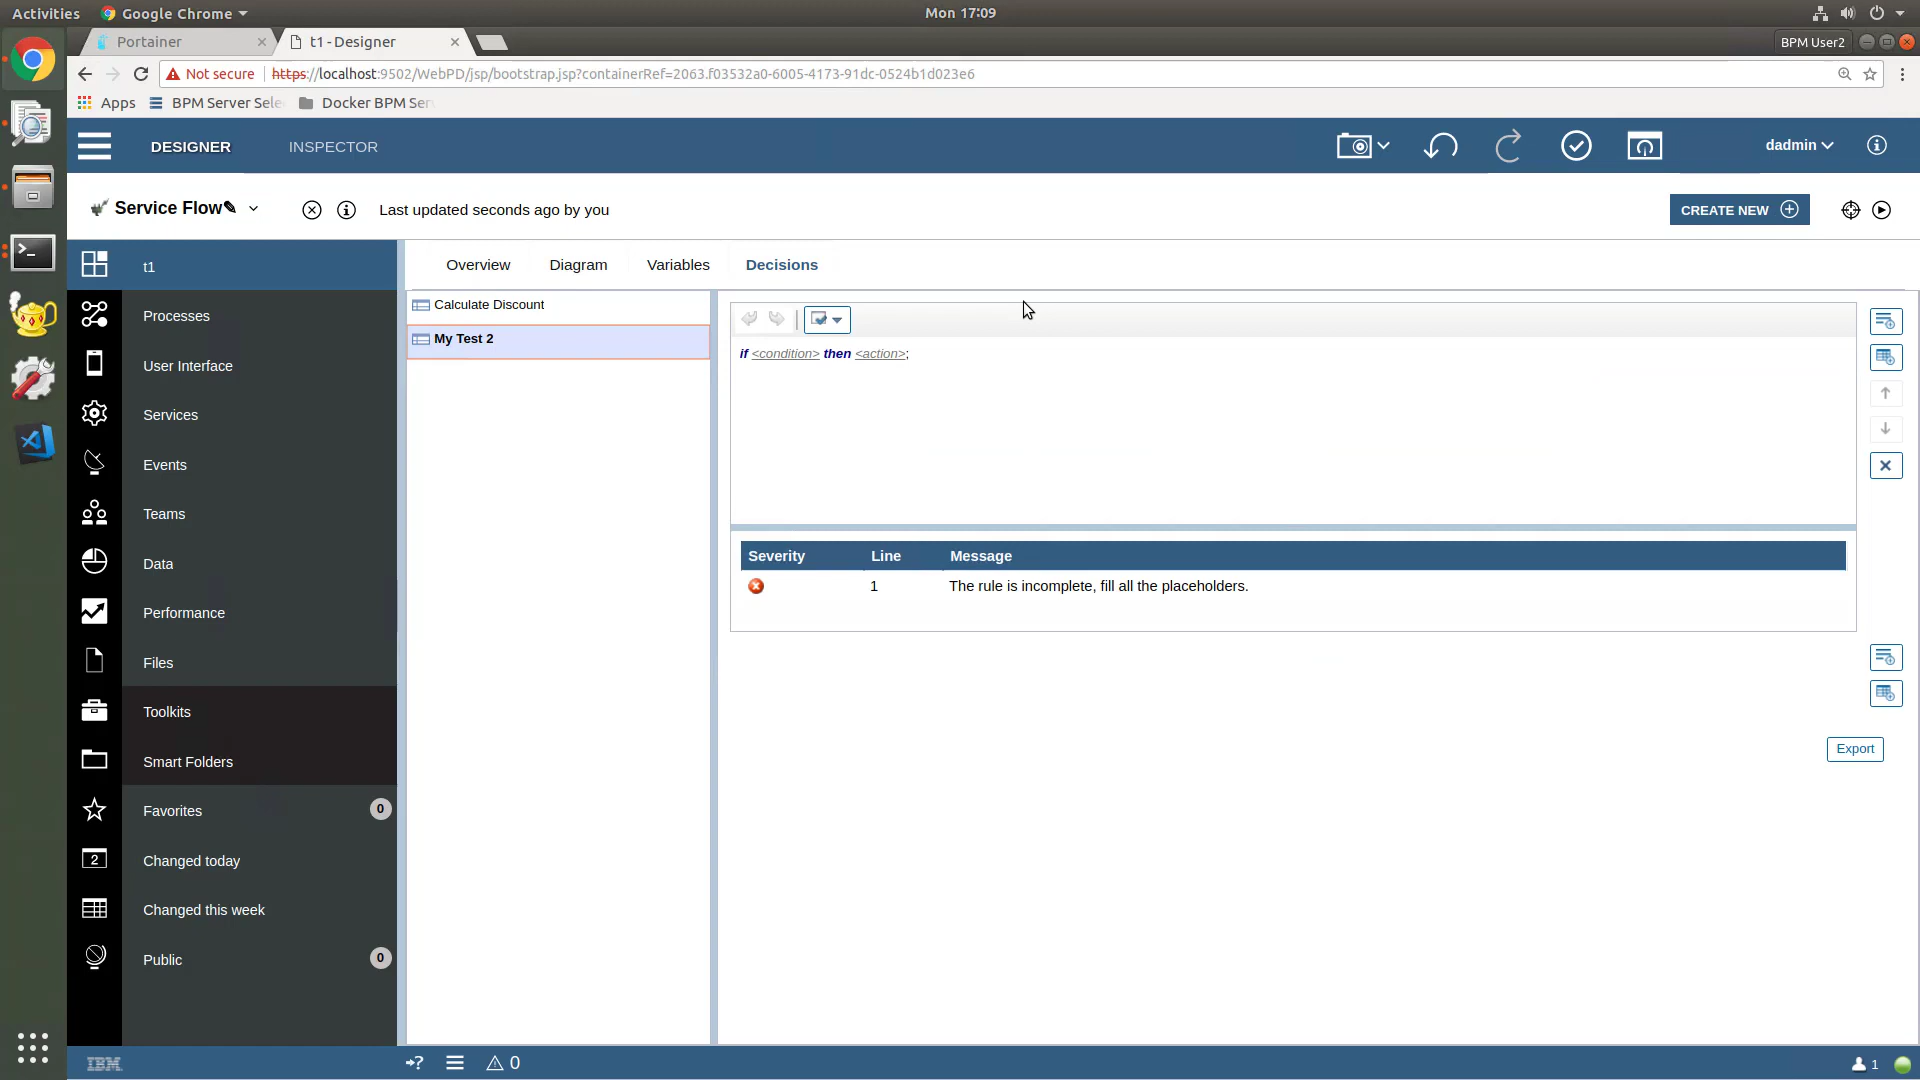 Activities
Google Chrome
Mon 17:09
Portainer
t1 - Designer
BPM User2
Not secure
https://localhost:9502/WebPD/jsp/bootstrap.jsp?containerRef=2063.f03532a0-6005-4173-91dc-0524b1d023e6
Apps
BPM Server Sele
Docker BPM Ser
DESIGNER
INSPECTOR
dadmin
Service Flow
Last updated seconds ago by you
CREATE NEW
t1
Overview
Diagram
Variables
Decisions
Processes
User Interface
Services
Events
Teams
Data
Performance
Files
Toolkits
Smart Folders
Favorites
0
2
Changed today
Changed this week
Public
0
Calculate Discount
My Test 2
if <condition> then <action>;
Severity Line Message
1 The rule is incomplete, fill all the placeholders.
Export
IBM
0
1